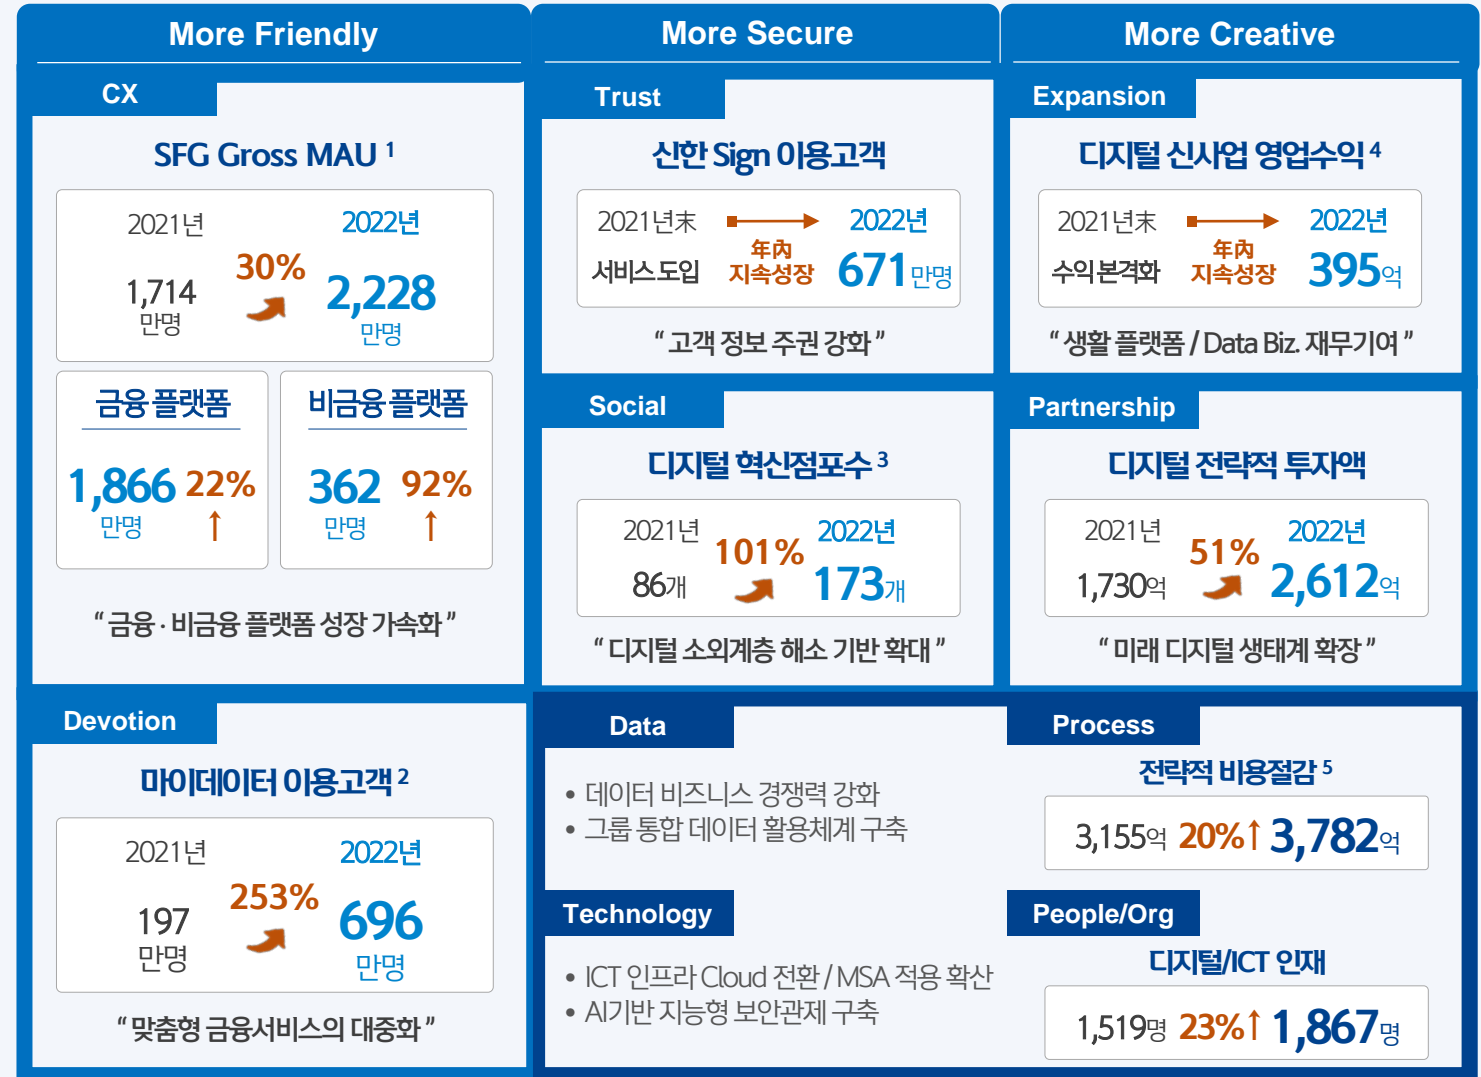 More Friendly
CX
SFG Gross MAU 1
2021년
2022년
30%
1,714
만명
2,228
만명
금융 플랫폼
1,866
만명
22%
↑
비금융 플랫폼
362
만명
92%
↑
“ 금융 · 비금융 플랫폼 성장 가속화 ”
Devotion
마이데이터 이용고객 2
2021년
2022년
253%
197
만명
696
만명
“ 맞춤형 금융서비스의 대중화 ”
More Secure
Trust
신한 Sign 이용고객
2021년末
2022년
서비스 도입
年內
지속성장
671만명
“ 고객 정보 주권 강화 ”
Social
디지털 혁신점포수 3
2021년
2022년
101%
86개
173개
“ 디지털 소외계층 해소 기반 확대 ”
More Creative
Expansion
디지털 신사업 영업수익 4
2021년末
2022년
수익 본격화
年內
지속성장
395억
“ 생활 플랫폼 / Data Biz. 재무기여 ”
Partnership
디지털 전략적 투자액
2021년
2022년
51%
1,730억
2,612억
“ 미래 디지털 생태계 확장 ”
Data
• 데이터 비즈니스 경쟁력 강화
• 그룹 통합 데이터 활용체계 구축
Technology
• ICT 인프라 Cloud 전환 / MSA 적용 확산
• AI기반 지능형 보안관제 구축
Process
전략적 비용절감 5
3,155억 20%↑ 3,782억
People/Org
디지털/ICT 인재
1,519명 23%↑ 1,867명